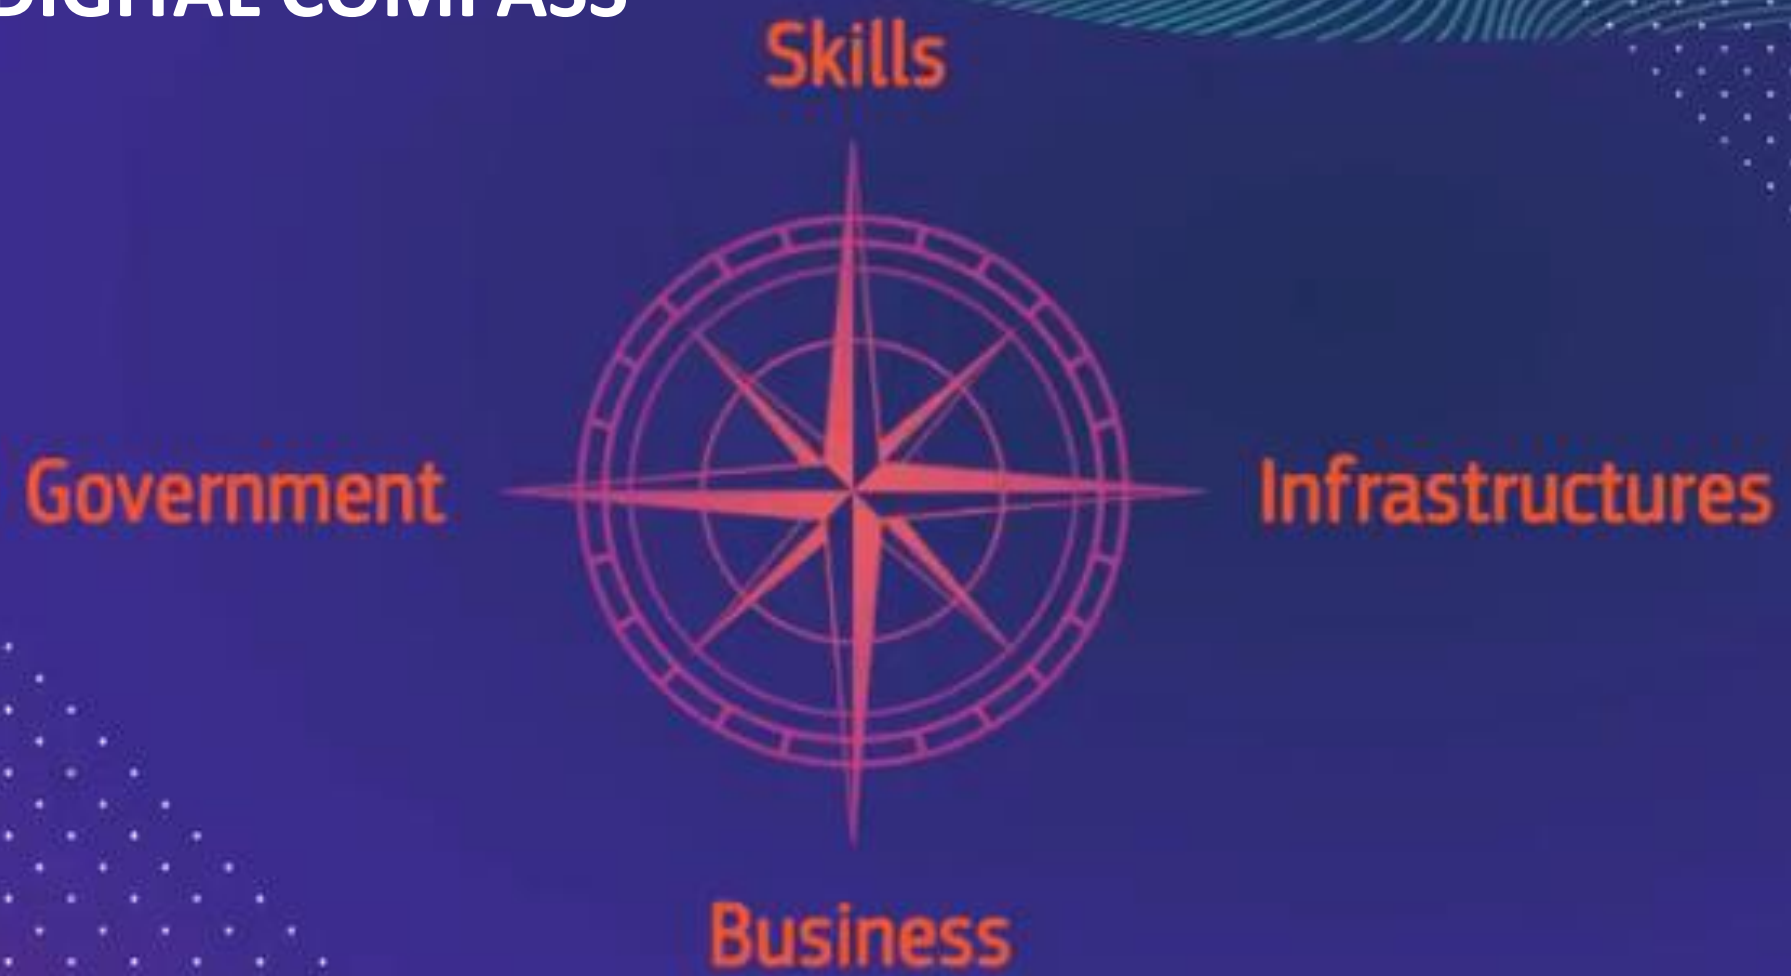 DIGITAL COMPASS
Skills
Government
Infrastructures
Business